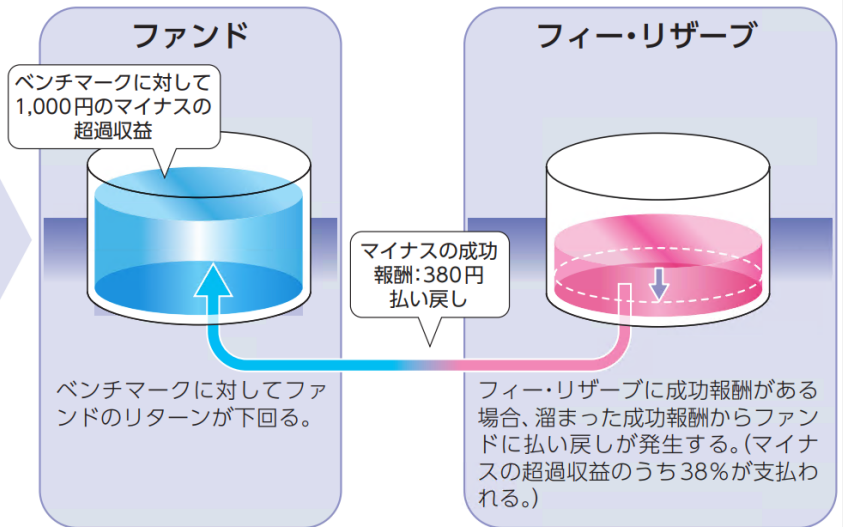 ファンド
ベンチマークに対して
1,000円のマイナスの
超過収益
ベンチマークに対してファ
ンドのリターンが下回る。
マイナスの成功
報酬:380円
払い戻し
フィー・リザーブ
フィー・リザーブに成功報酬がある
場合、溜まった成功報酬からファン
ドに払い戻しが発生する。(マイナ
スの超過収益のうち38%が支払わ
れる。)